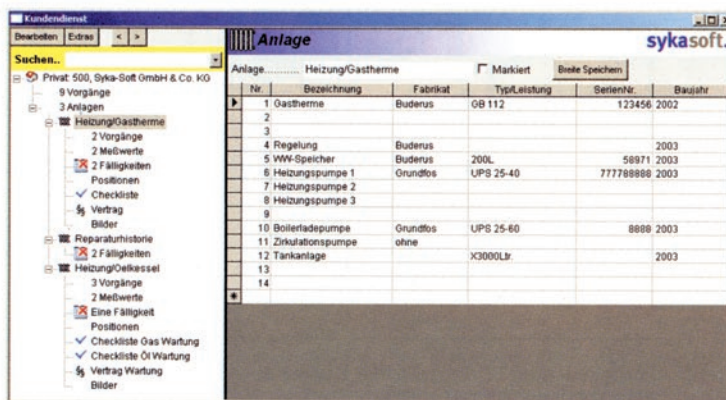 Kundendienst
Bearbeiten Extras < >
Suchen..
Privat: 500, Syka-Soft GmbH & Co. KG
9 Vorgänge
3 Anlagen
Heizung/Gastherme
2 Vorgänge
2 Meßwerte
2 Fälligkeiten
Positionen
Checkliste
§§ Vertrag
Bilder
Reparaturhistorie
2 Fälligkeiten
Heizung/Oelkessel
3 Vorgänge
2 Meßwerte
Eine Fälligkeit
Positionen
Checkliste Gas Wartung
Checkliste Öl Wartung
§§ Vertrag Wartung
Bilder
Anlage
sykasoft.
Anlage............ Heizung/Gastherme Markiert Breite Speichern
Nr. Bezeichnung Fabrikat Typ/Leistung SerienNr. Baujahr
1 Gastherme Buderus GB 112 123456 2002
2
3
4 Regelung Buderus 2003
5 WW-Speicher Buderus 200L 58971 2003
6 Heizungspumpe 1 Grundfos UPS 25-40 777788888 2003
7 Heizungspumpe 2
8 Heizungspumpe 3
9
10 Boilerladepumpe Grundfos UPS 25-60 8888 2003
11 Zirkulationspumpe ohne
12 Tankanlage X3000Ltr. 2003
13
14